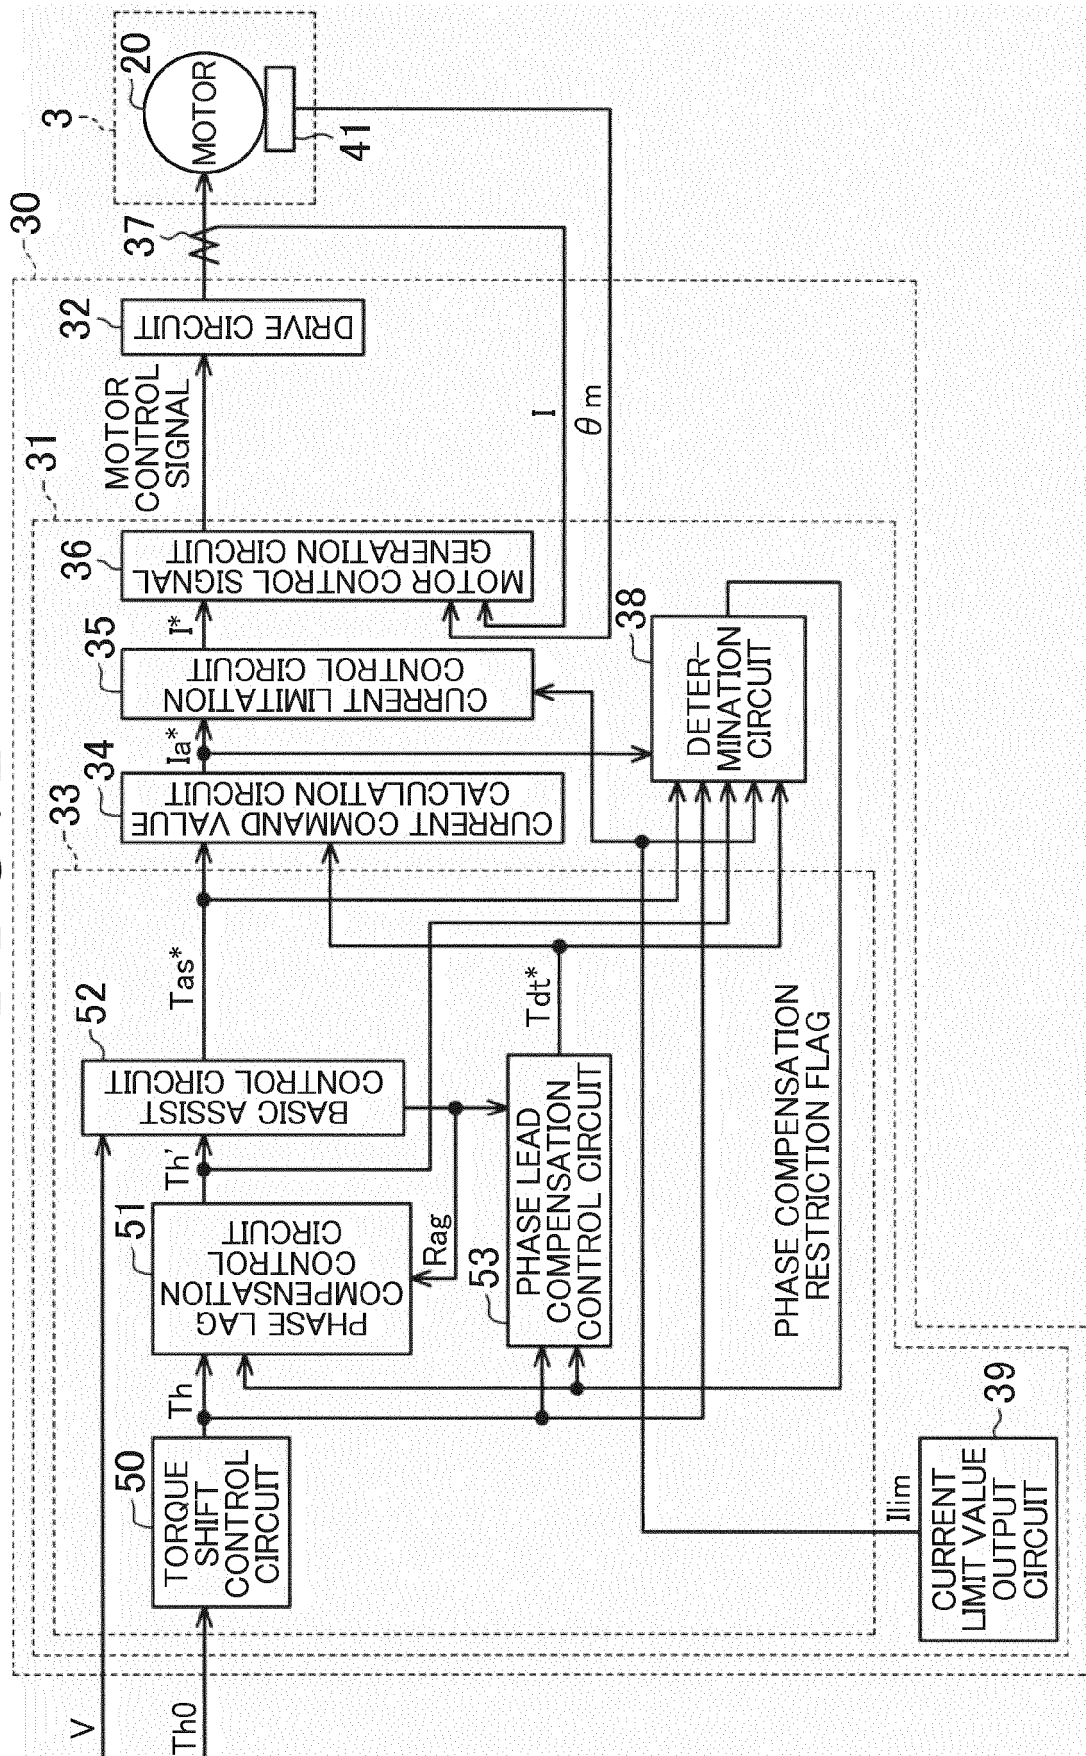 30
3
20
MOTOR
41
37
32
DRIVE CIRCUIT
MOTOR
CONTROL
SIGNAL
I
θm
31
36
MOTOR CONTROL SIGNAL
GENERATION CIRCUIT
I*
35
CURRENT LIMITATION
CONTROL CIRCUIT
Ia*
34
CURRENT COMMAND VALUE
CALCULATION CIRCUIT
38
DETER-
MINATION
CIRCUIT
33
Tas*
52
BASIC ASSIST
CONTROL CIRCUIT
Th'
51
PHASE LAG
COMPENSATION
CONTROL
CIRCUIT
Rag
Tdt*
53
PHASE LEAD
COMPENSATION
CONTROL CIRCUIT
PHASE COMPENSATION
RESTRICTION FLAG
Th
50
TORQUE
SHIFT
CONTROL
CIRCUIT
Ilim
39
CURRENT
LIMIT VALUE
OUTPUT
CIRCUIT
V
Th0